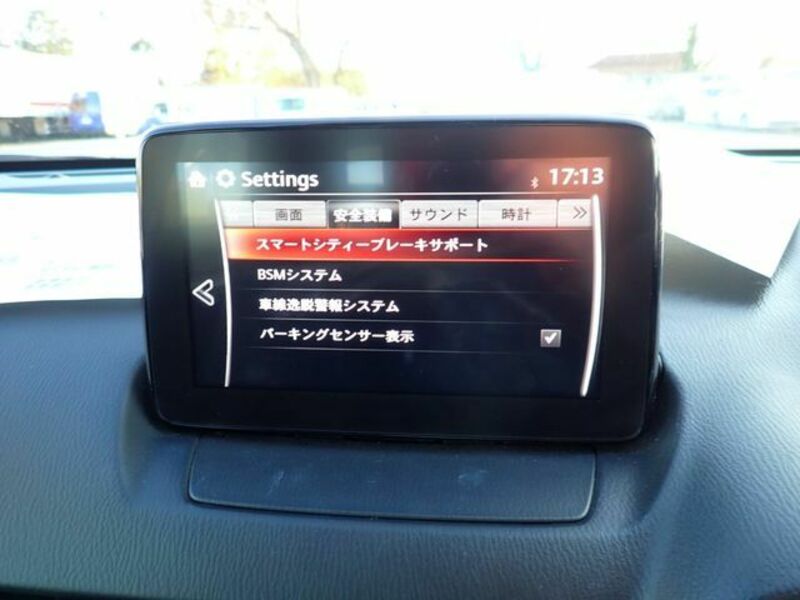 Settings 17:13
画面 安全装備 サウンド 時計
スマートシティーブレーキサポート
BSMシステム
車線逸脱警報システム
パーキングセンサー表示